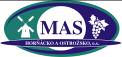 MAS
HORŇÁCKO A OSTROŽSKO, o.s.